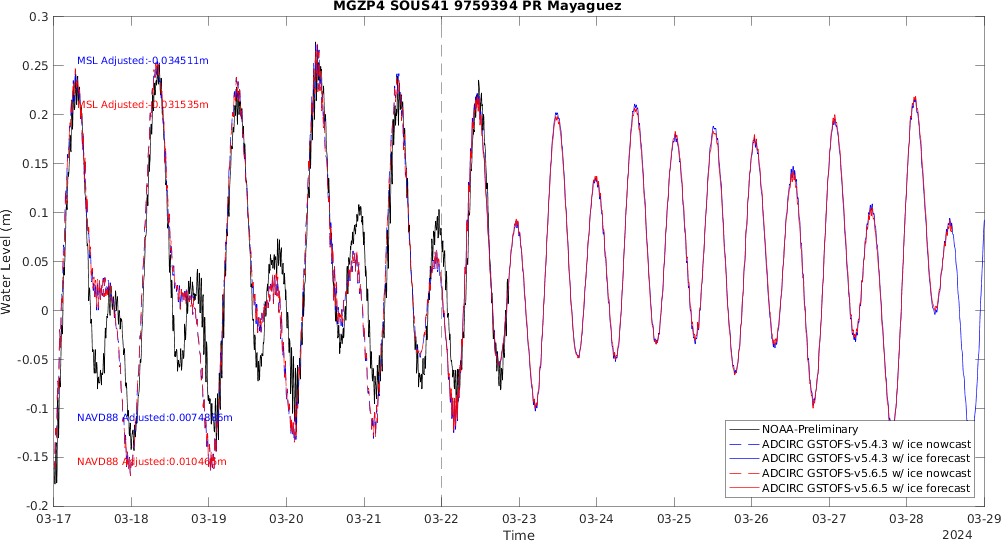 MGZP4 SOUS41 9759394 PR Mayaguez
0.3
0.25
0.2
0.15
0.1
0.05
0
-0.05
-0.1
-0.15
-0.2
Water Level (m)
MSL Adjusted:-0.034511m
MSL Adjusted:-0.031535m
NAVD88 Adjusted:
NAVD88 Adjusted:
NOAA-Preliminary
ADCIRC GSTOFS-v5.4.3 w/ ice nowcast
ADCIRC GSTOFS-v5.4.3 w/ ice forecast
ADCIRC GSTOFS-v5.6.5 w/ ice nowcast
ADCIRC GSTOFS-v5.6.5 w/ ice forecast
03-17 03-18 03-19 03-20 03-21 03-22 03-23 03-24 03-25 03-26 03-27 03-28 03-29
2024
Time